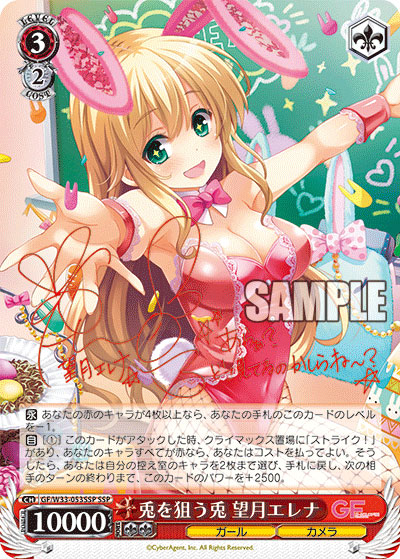 LEVEL
3
2
COST
SAMPLE
望月エレナ
永 あなたの赤のキャラが4枚以上なら、あなたの手札のこのカードのレベル
を－1。
自 [①] このカードがアタックした時、クライマックス置場に「ストライク!」
があり、あなたのキャラすべてが赤なら、あなたはコストを払ってよい。そう
したら、あなたは自分の控え室のキャラを2枚まで選び、手札に戻し、次の相
手のターンの終わりまで、このカードのパワーを＋2500。
CH GF/W33-053SSP SSP
兎を狙う兎 望月エレナ
GF
10000
ガール
カメラ
©CyberAgent, Inc. All Rights Reserved.